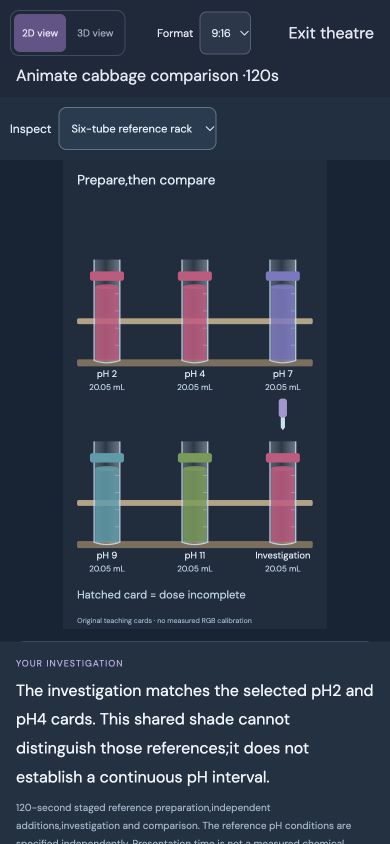 2D view 3D view Format 9:16 Exit theatre
Animate cabbage comparison ·120s
Inspect Six-tube reference rack
Prepare,then compare
pH 2 pH 4 pH 7
20.05 mL 20.05 mL 20.05 mL
pH 9 pH 11 Investigation
20.05 mL 20.05 mL 20.05 mL
Hatched card = dose incomplete
Original teaching cards · no measured RGB calibration
YOUR INVESTIGATION
The investigation matches the selected pH2 and
pH4 cards. This shared shade cannot
distinguish those references;it does not
establish a continuous pH interval.
120-second staged reference preparation,independent
additions,investigation and comparison. The reference pH conditions are
specified independently. Presentation time is not a measured chemical